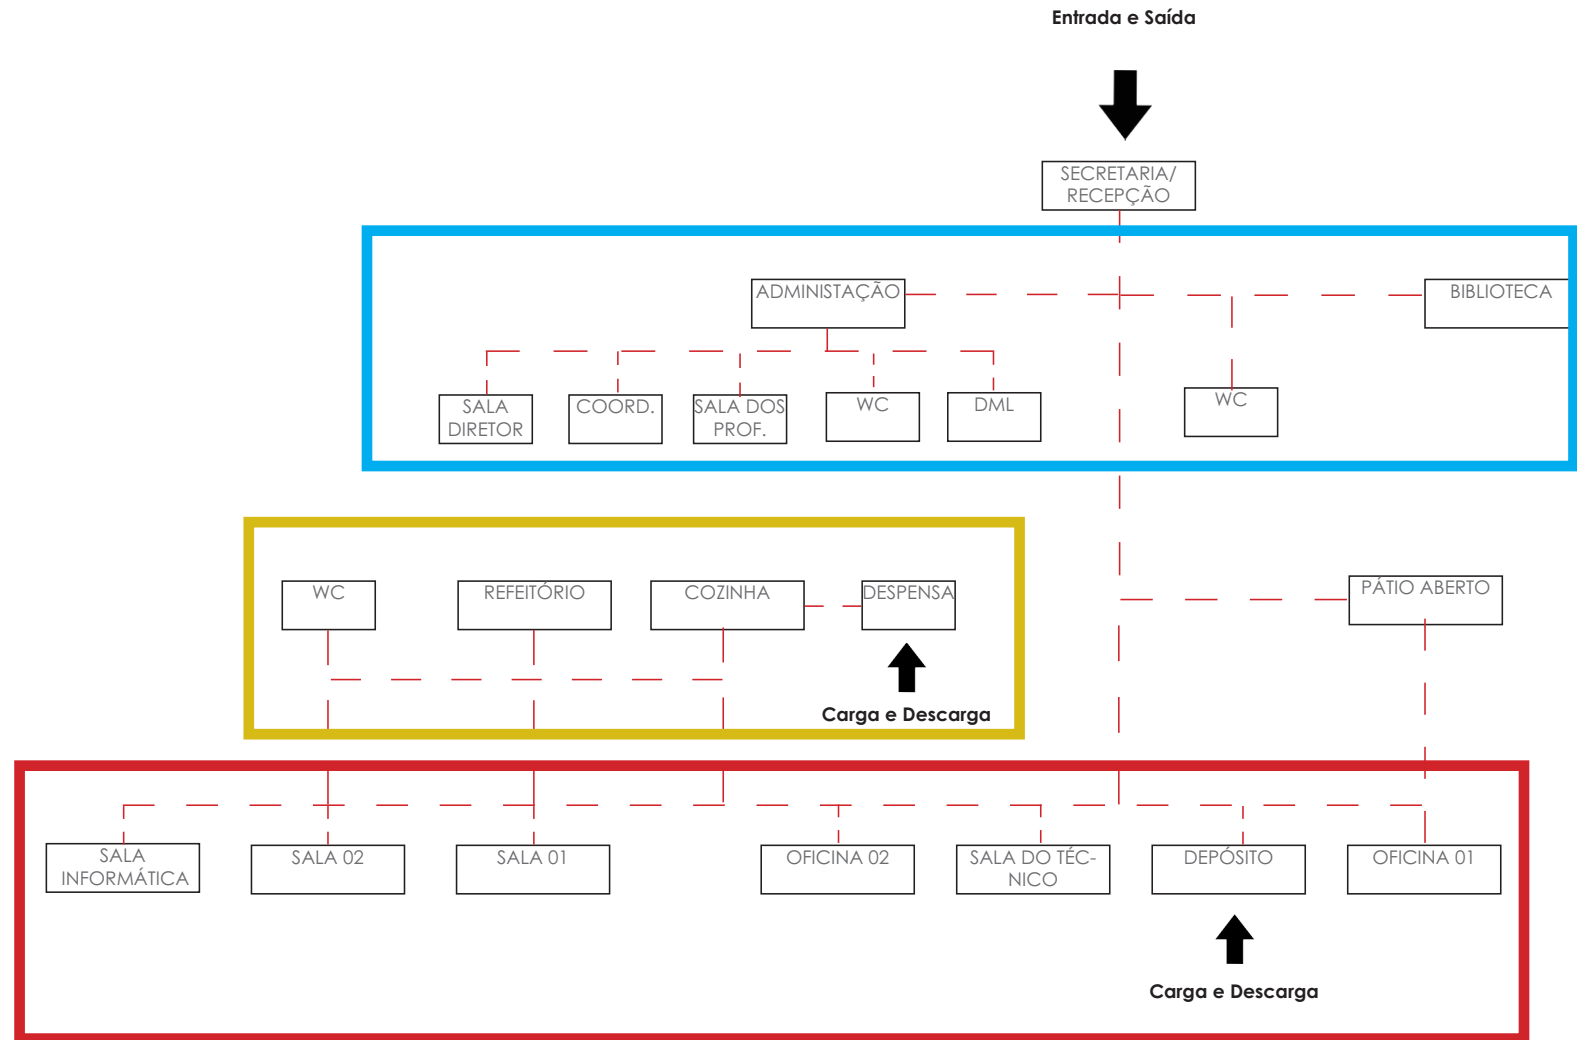 Entrada e Saída
SECRETARIA/
RECEPÇÃO
ADMINISTAÇÃO
BIBLIOTECA
SALA
DIRETOR
COORD.
SALA DOS
PROF.
WC
DML
WC
WC
REFEITÓRIO
COZINHA
DESPENSA
PÁTIO ABERTO
Carga e Descarga
SALA
INFORMÁTICA
SALA 02
SALA 01
OFICINA 02
SALA DO TÉC-
NICO
DEPÓSITO
OFICINA 01
Carga e Descarga